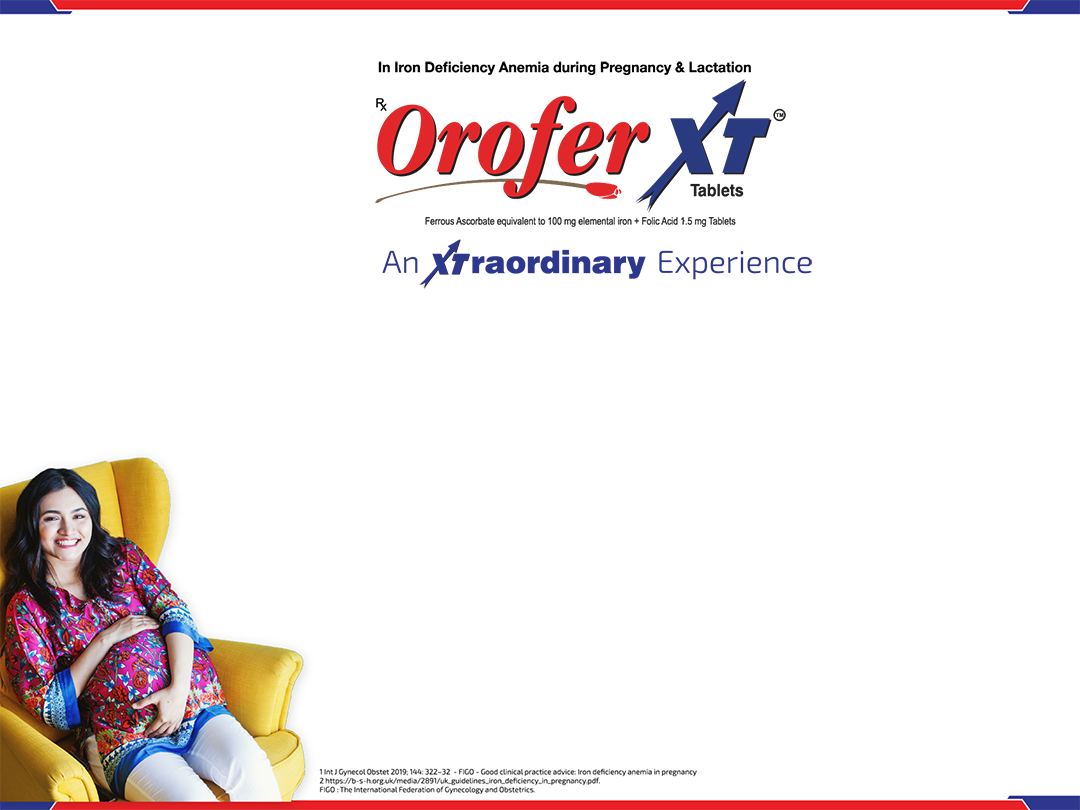 In Iron Deficiency Anemia during Pregnancy & Lactation
Rx Orofer XT TM
Tablets
Ferrous Ascorbate equivalent to 100 mg elemental iron + Folic Acid 1.5 mg Tablets
An XTraordinary Experience
1 Int J Gynecol Obstet 2019; 144: 322–32 - FIGO - Good clinical practice advice: Iron deficiency anemia in pregnancy
2 https://b-s-h.org.uk/media/2891/uk_guidelines_iron_deficiency_in_pregnancy.pdf.
FIGO : The International Federation of Gynecology and Obstetrics.